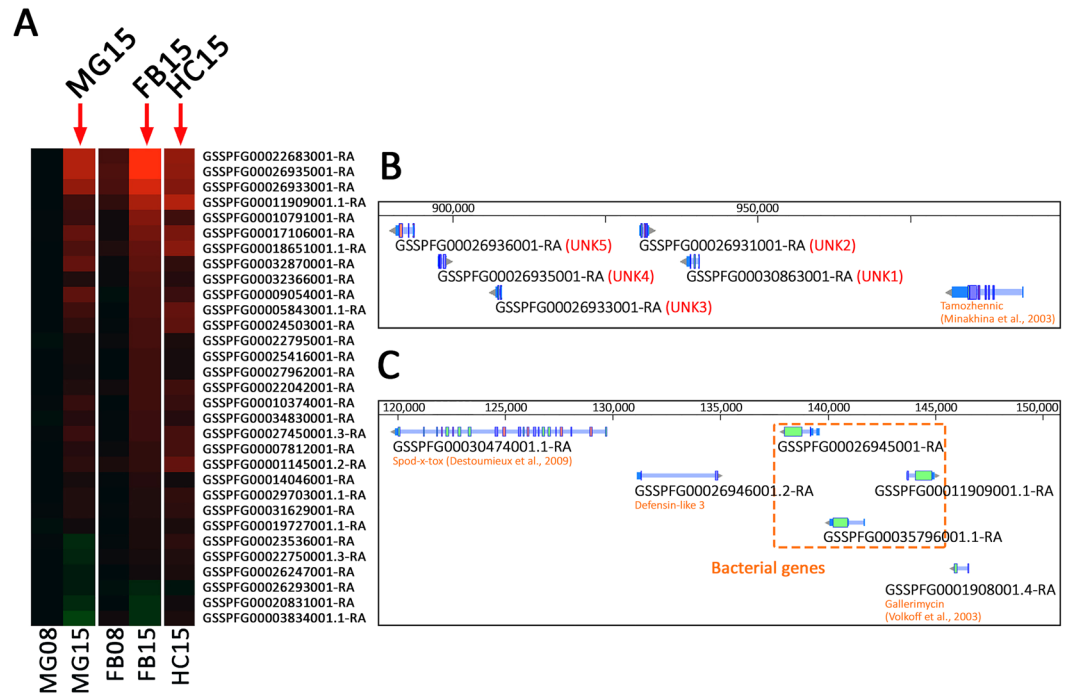 A
MG15
FB15
HC15
GSSPFG00022683001-RA
GSSPFG00026935001-RA
GSSPFG00026933001-RA
GSSPFG00011909001.1-RA
GSSPFG00010791001-RA
GSSPFG00017106001-RA
GSSPFG00018651001.1-RA
GSSPFG00032870001-RA
GSSPFG00032366001-RA
GSSPFG00009054001-RA
GSSPFG00005843001.1-RA
GSSPFG00024503001-RA
GSSPFG00022795001-RA
GSSPFG00025416001-RA
GSSPFG00027962001-RA
GSSPFG00022042001-RA
GSSPFG00010374001-RA
GSSPFG00034830001-RA
GSSPFG00027450001.3-RA
GSSPFG00007812001-RA
GSSPFG00001145001.2-RA
GSSPFG00014046001-RA
GSSPFG00029703001.1-RA
GSSPFG00031629001-RA
GSSPFG00019727001.1-RA
GSSPFG00023536001-RA
GSSPFG00022750001.3-RA
GSSPFG00026247001-RA
GSSPFG00026293001-RA
GSSPFG00020831001-RA
GSSPFG00003834001.1-RA
MG08
MG15
FB08
FB15
HC15
B
900,000 950,000
GSSPFG00026936001-RA (UNK5)
GSSPFG00026931001-RA (UNK2)
GSSPFG00026935001-RA (UNK4)
GSSPFG00030863001-RA (UNK1)
GSSPFG00026933001-RA (UNK3)
Tamozhennic
(Minakhina et al., 2003)
C
120,000 125,000 130,000 135,000 140,000 145,000 150,000
GSSPFG00030474001.1-RA
Spod-x-tox (Destoumieux et al., 2009)
GSSPFG00026945001-RA
GSSPFG00026946001.2-RA
Defensin-like 3
GSSPFG00011909001.1-RA
GSSPFG00035796001.1-RA
Bacterial genes
GSSPFG0001908001.4-RA
Gallerimycin
(Volkoff et al., 2003)